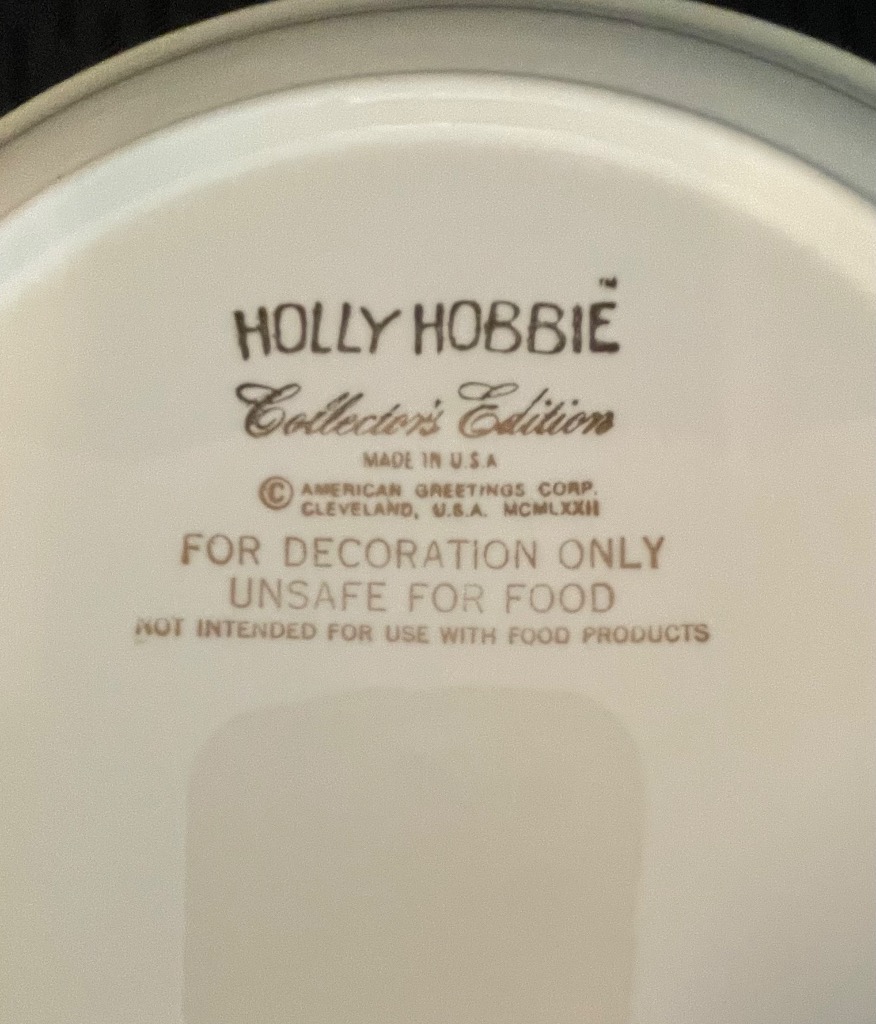 HOLLY HOBBIE™
Collector's Edition
MADE IN U.S.A
© AMERICAN GREETINGS CORP.
CLEVELAND, U.S.A. MCMLXXII
FOR DECORATION ONLY
UNSAFE FOR FOOD
NOT INTENDED FOR USE WITH FOOD PRODUCTS